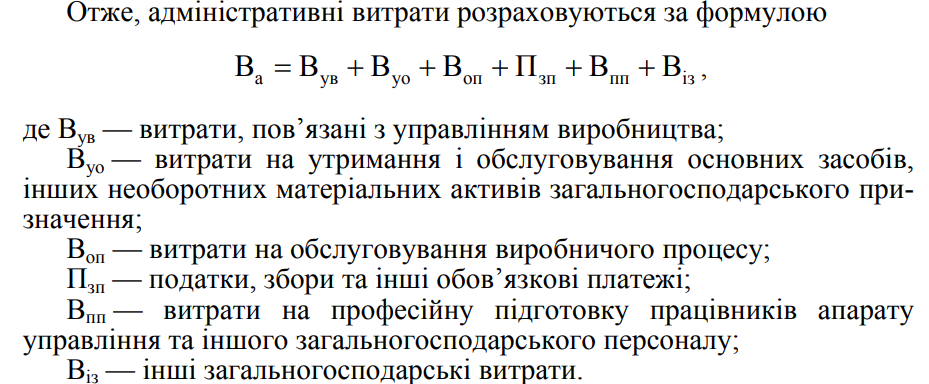 Отже, адміністративні витрати розраховуються за формулою
Ва = Вув + Вуо + Воп + Пзп + Впп + Віз ,
де Вув — витрати, пов’язані з управлінням виробництва;
Вуо — витрати на утримання і обслуговування основних засобів,
інших необоротних матеріальних активів загальногосподарського при-
значення;
Воп — витрати на обслуговування виробничого процесу;
Пзп — податки, збори та інші обов’язкові платежі;
Впп — витрати на професійну підготовку працівників апарату
управління та іншого загальногосподарського персоналу;
Віз — інші загальногосподарські витрати.